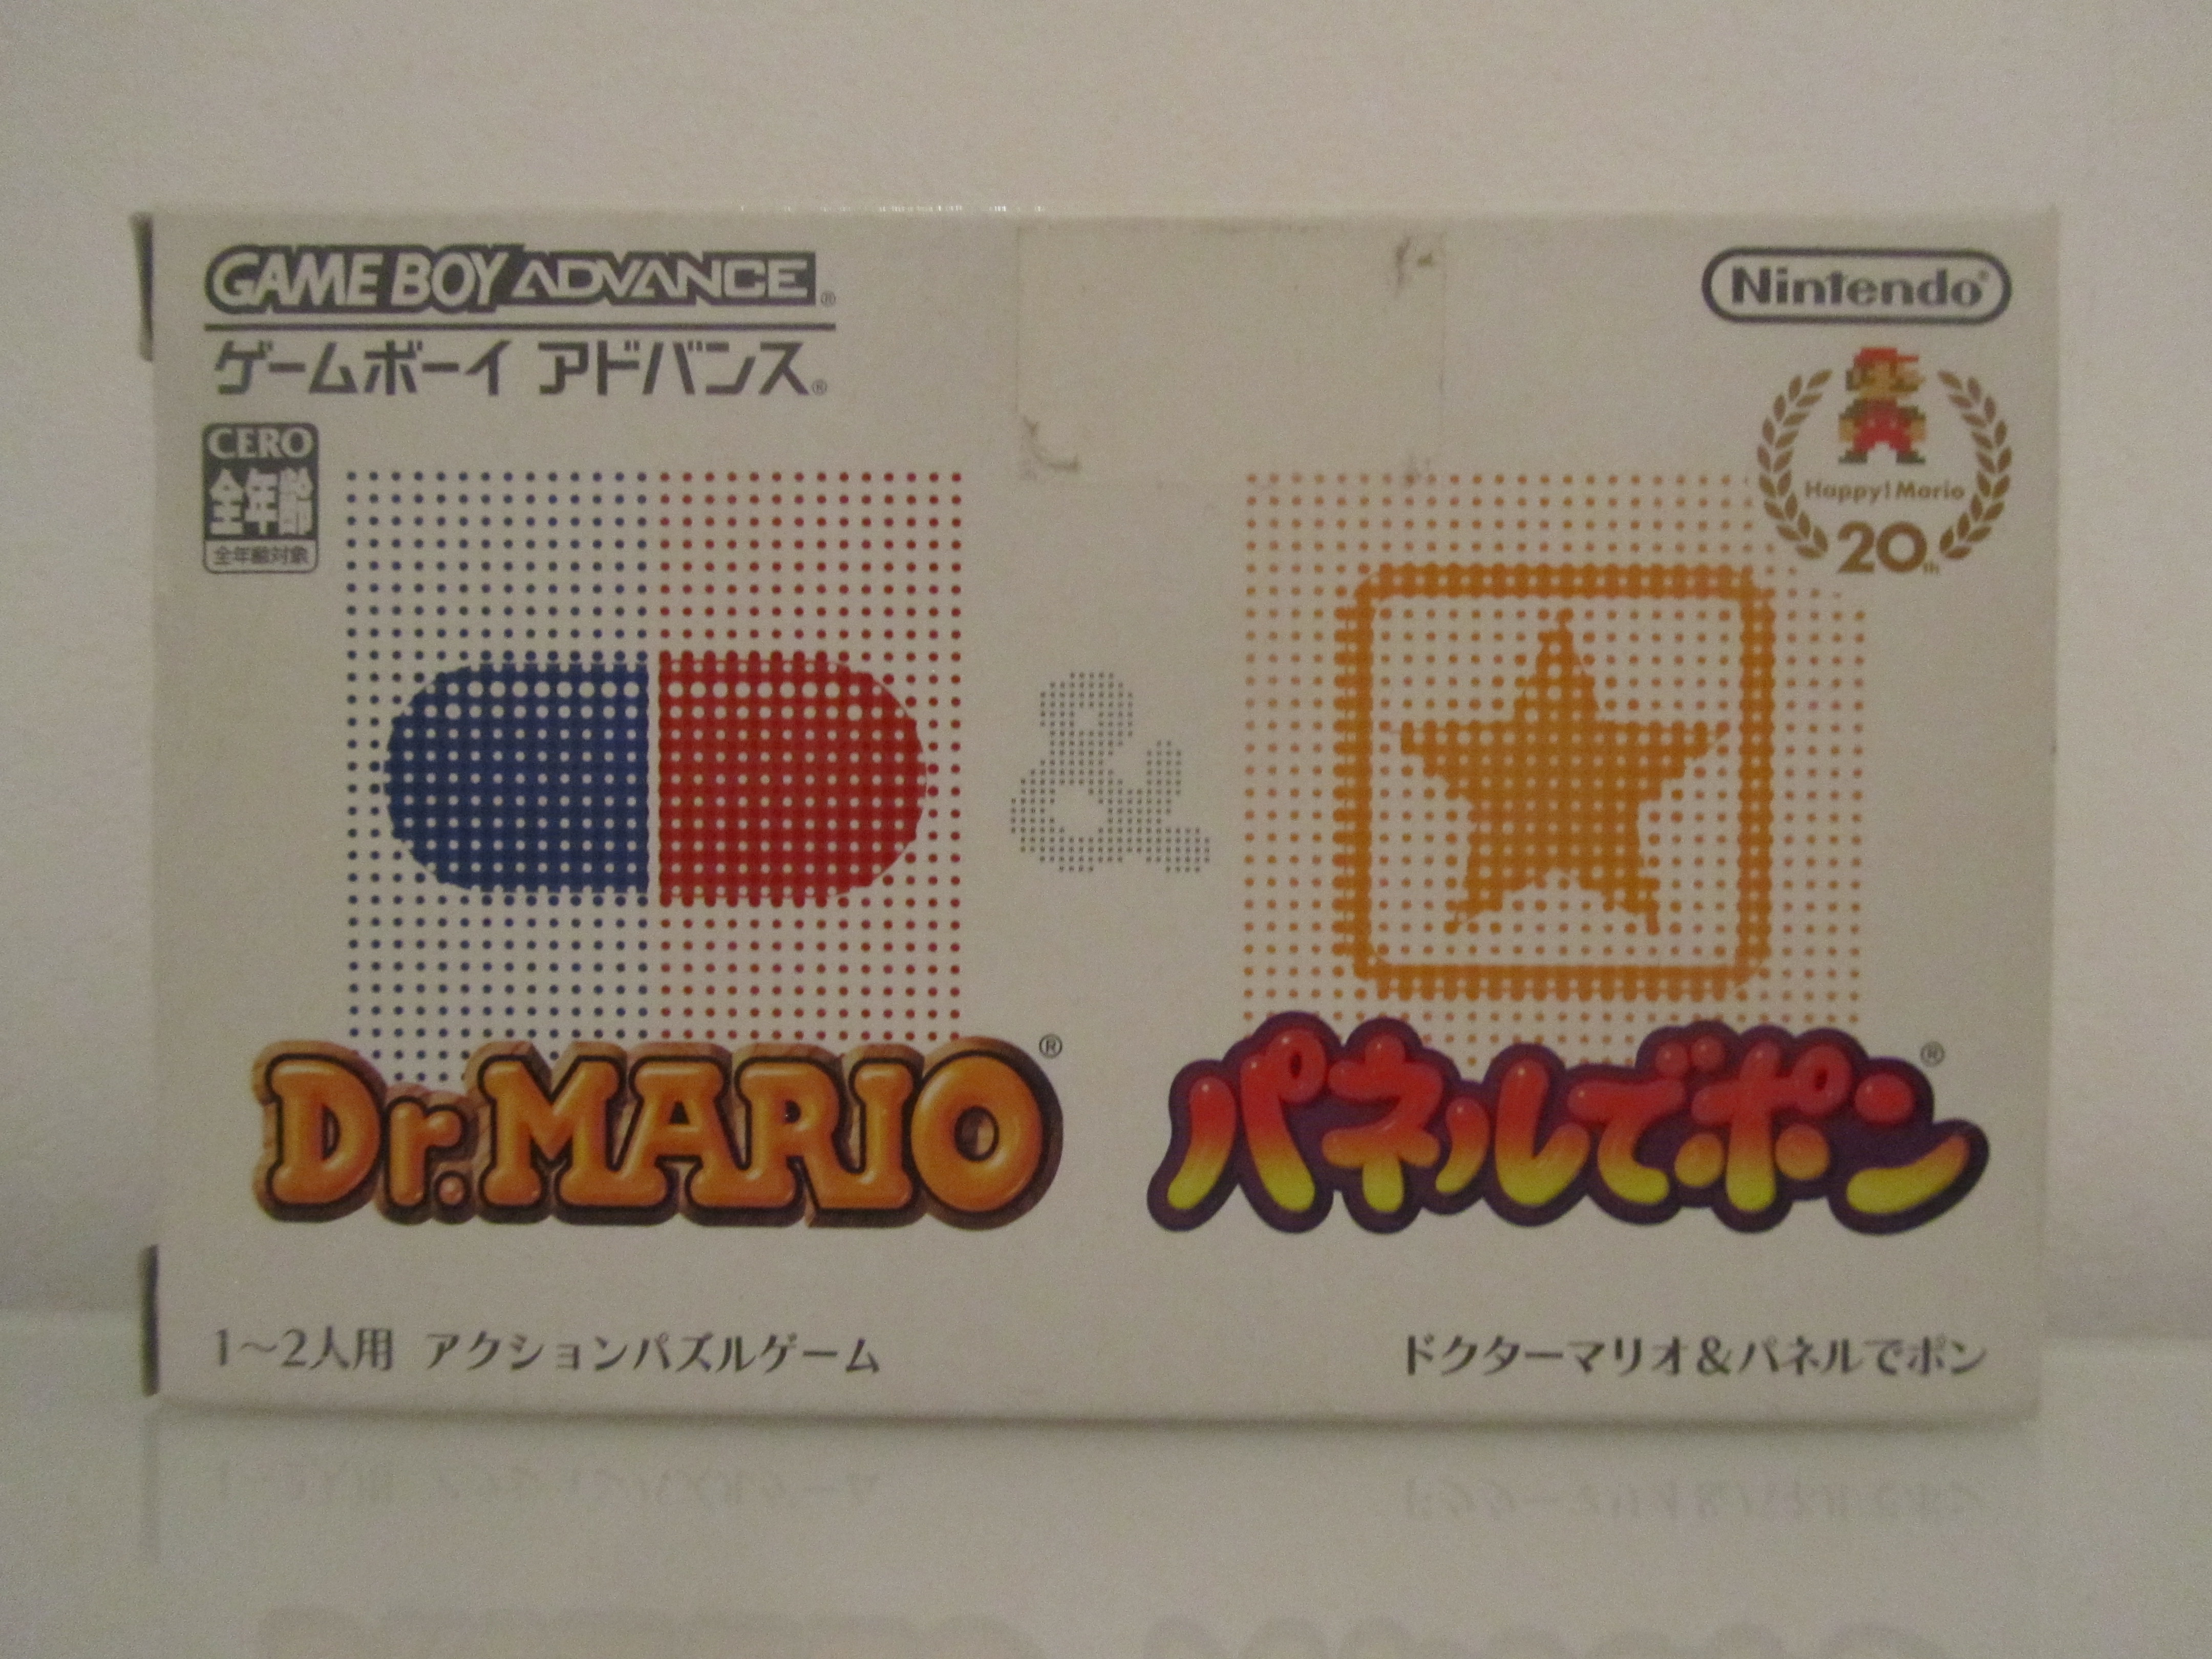 GAME BOY ADVANCE®
ゲームボーイ アドバンス®
Nintendo®
CERO
全年齢
全年齢対象
Happy! Mario
20th
&
Dr. MARIO®
パネルでポン®
1～2人用 アクションパズルゲーム
ドクターマリオ&パネルでポン